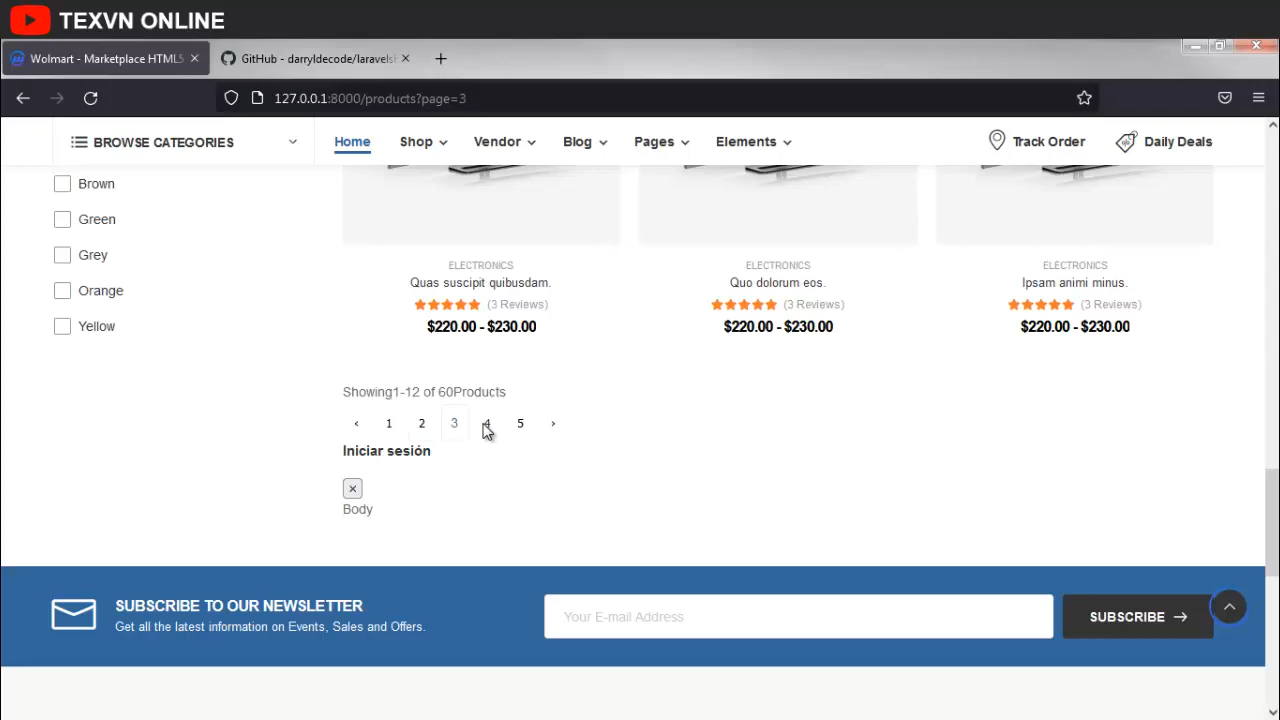 TEXVN ONLINE
Wolmart - Marketplace HTML5
GitHub - darryldecode/laravels
127.0.0.1:8000/products?page=3
BROWSE CATEGORIES
Home
Shop
Vendor
Blog
Pages
Elements
Track Order
Daily Deals
Brown
Green
Grey
Orange
Yellow
ELECTRONICS
Quas suscipit quibusdam.
(3 Reviews)
$220.00 - $230.00
ELECTRONICS
Quo dolorum eos.
(3 Reviews)
$220.00 - $230.00
ELECTRONICS
Ipsam animi minus.
(3 Reviews)
$220.00 - $230.00
Showing1-12 of 60Products
‹ 1 2 3 4 5 ›
Iniciar sesión
×
Body
SUBSCRIBE TO OUR NEWSLETTER
Get all the latest information on Events, Sales and Offers.
Your E-mail Address
SUBSCRIBE